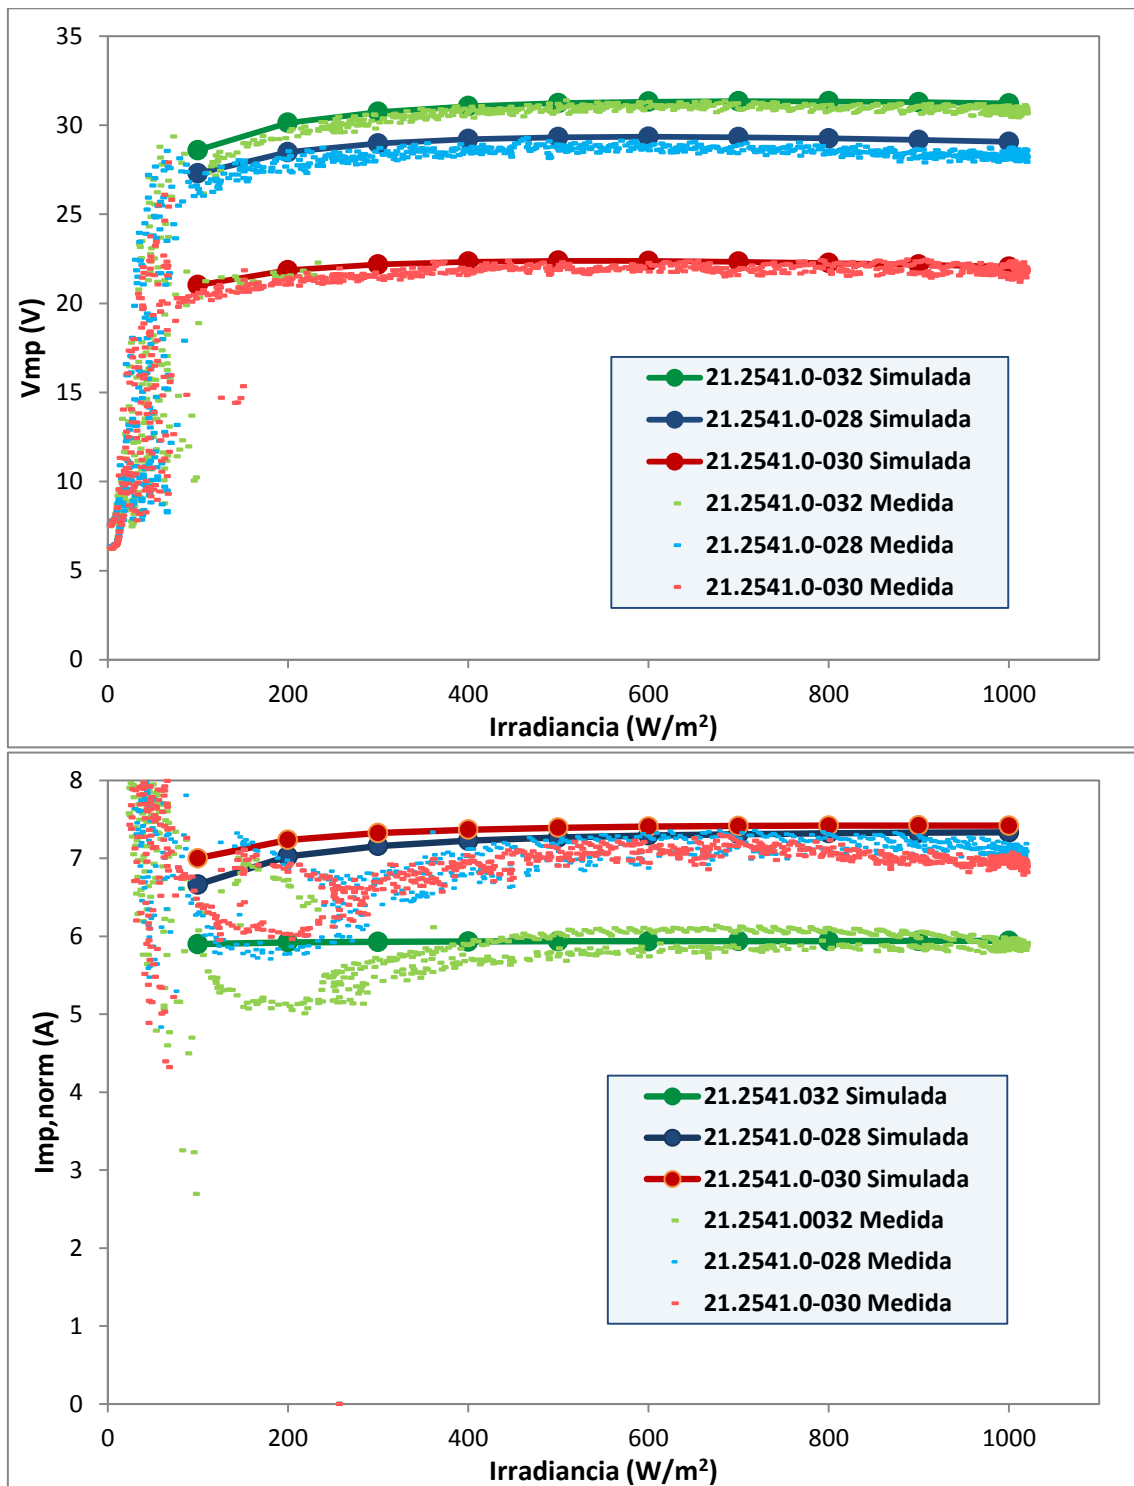 35
30
25
20
15
10
5
0
Vmp (V)
21.2541.0-032 Simulada
21.2541.0-028 Simulada
21.2541.0-030 Simulada
21.2541.0-032 Medida
21.2541.0-028 Medida
21.2541.0-030 Medida
0 200 400 600 800 1000
Irradiancia (W/m²)
8
7
6
5
4
3
2
1
0
Imp,norm (A)
21.2541.032 Simulada
21.2541.0-028 Simulada
21.2541.0-030 Simulada
21.2541.0032 Medida
21.2541.0-028 Medida
21.2541.0-030 Medida
0 200 400 600 800 1000
Irradiancia (W/m²)